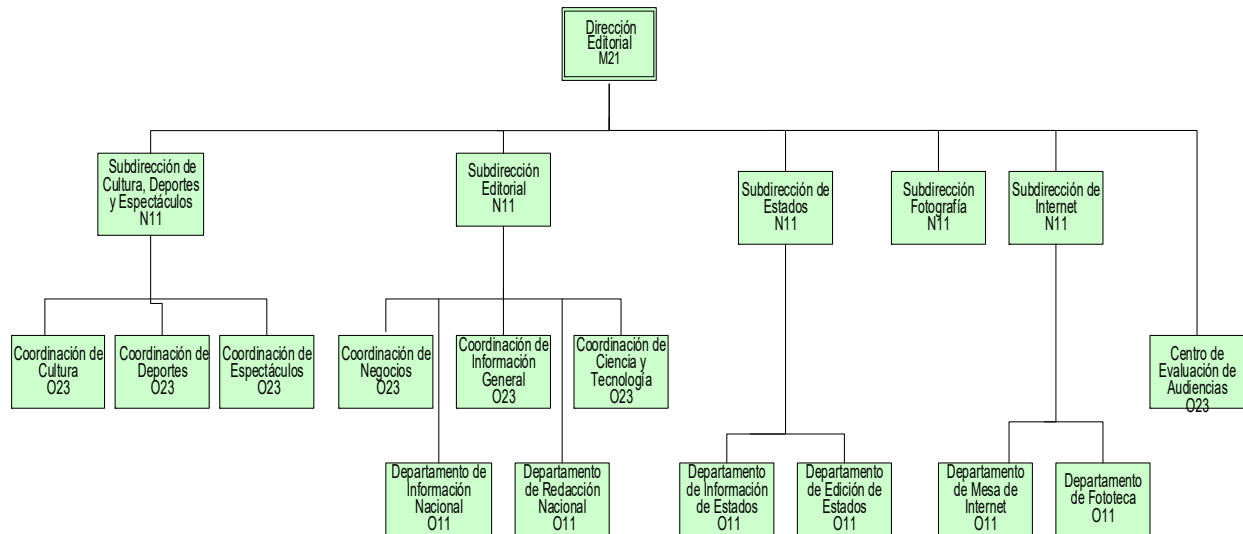 Dirección
Editorial
M21
Subdirección de
Cultura, Deportes
y Espectáculos
N11
Subdirección
Editorial
N11
Subdirección de
Estados
N11
Subdirección
Fotografía
N11
Subdirección de
Internet
N11
Coordinación de
Cultura
O23
Coordinación de
Deportes
O23
Coordinación de
Espectáculos
O23
Coordinación de
Negocios
O23
Coordinación de
Información
General
O23
Coordinación de
Ciencia y
Tecnología
O23
Centro de
Evaluación de
Audiencias
O23
Departamento de
Información
Nacional
O11
Departamento
de Redacción
Nacional
O11
Departamento
de Información
de Estados
O11
Departamento
de Edición de
Estados
O11
Departamento
de Mesa de
Internet
O11
Departamento
de Fototeca
O11